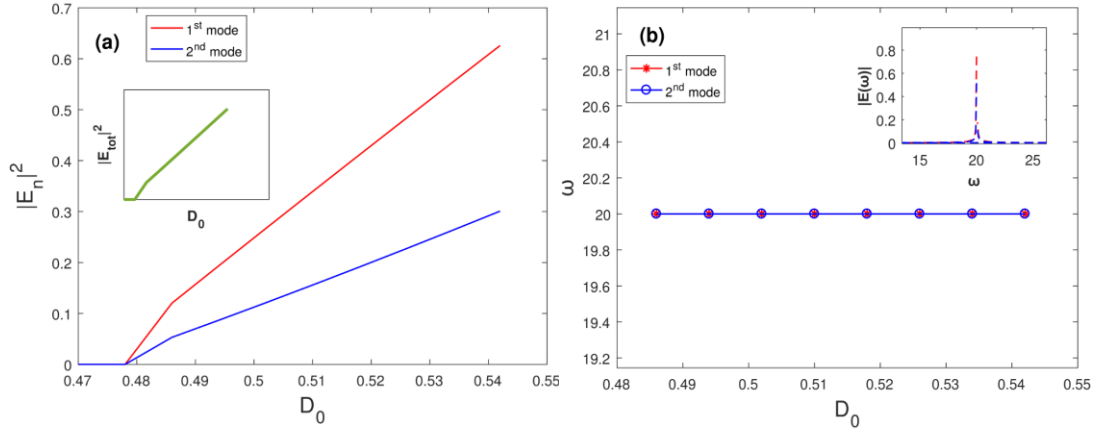 (a)
1st mode
2nd mode
|En|2
0.7
0.6
0.5
0.4
0.3
0.2
0.1
0
|Etot|2
D0
0.47 0.48 0.49 0.5 0.51 0.52 0.53 0.54 0.55
D0
(b)
1st mode
2nd mode
ω
21
20.8
20.6
20.4
20.2
20
19.8
19.6
19.4
19.2
|E(ω)|
0.8
0.6
0.4
0.2
0
15 20 25
ω
0.48 0.49 0.5 0.51 0.52 0.53 0.54 0.55
D0